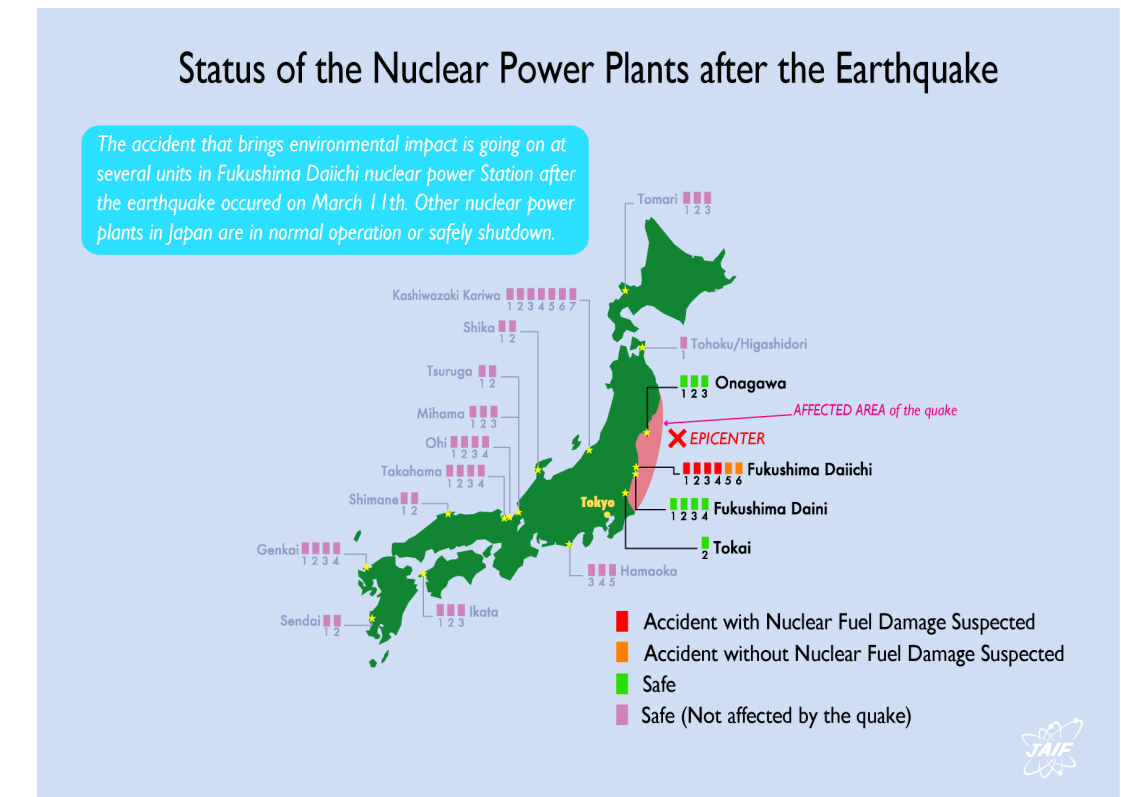 Status of the Nuclear Power Plants after the Earthquake
The accident that brings environmental impact is going on at
several units in Fukushima Daiichi nuclear power Station after
the earthquake occured on March 11th. Other nuclear power
plants in Japan are in normal operation or safely shutdown.
Tomari
1 2 3
Kashiwazaki Kariwa
1 2 3 4 5 6 7
Shika
1 2
Tohoku/Higashidori
1
Tsuruga
1 2
Onagawa
1 2 3
AFFECTED AREA of the quake
Mihama
1 2 3
EPICENTER
Ohi
1 2 3 4
Takahama
1 2 3 4
Fukushima Daiichi
1 2 3 4 5 6
Shimane
1 2
Tokyo
Fukushima Daini
1 2 3 4
Tokai
2
Genkai
1 2 3 4
Hamaoka
3 4 5
Ikata
1 2 3
Sendai
1 2
Accident with Nuclear Fuel Damage Suspected
Accident without Nuclear Fuel Damage Suspected
Safe
Safe (Not affected by the quake)
JAIF